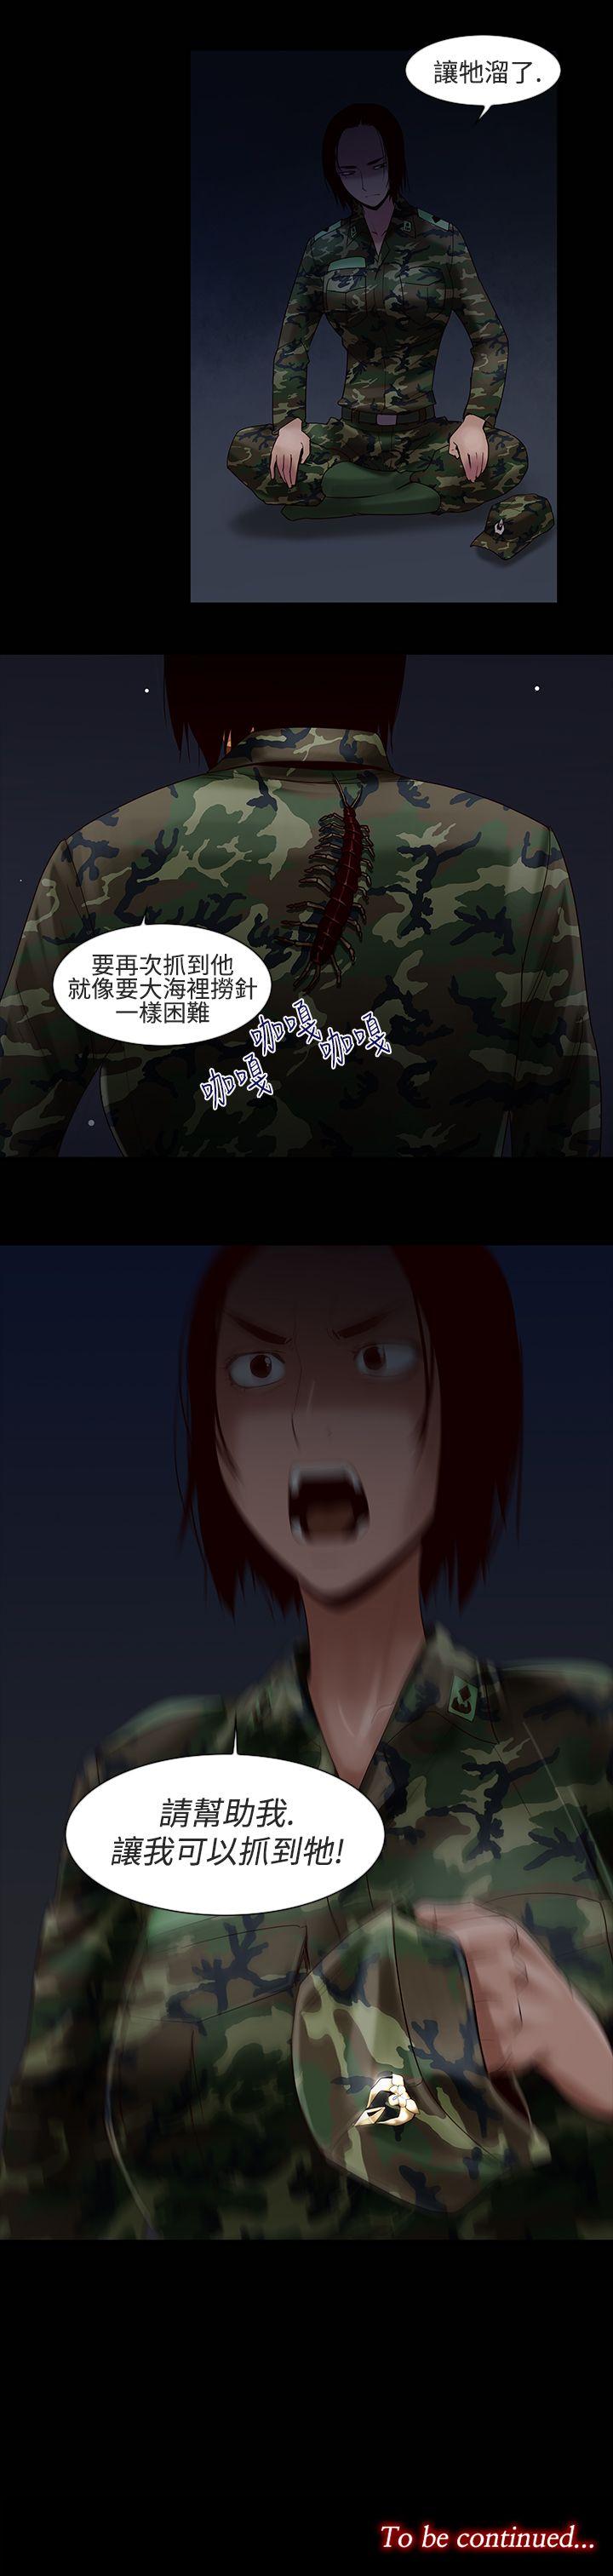 讓牠溜了.
要再次抓到他
就像要大海裡撈針
一樣困難
咖嘎
咖嘎
咖嘎
請幫助我.
讓我可以抓到牠!
To be continued...